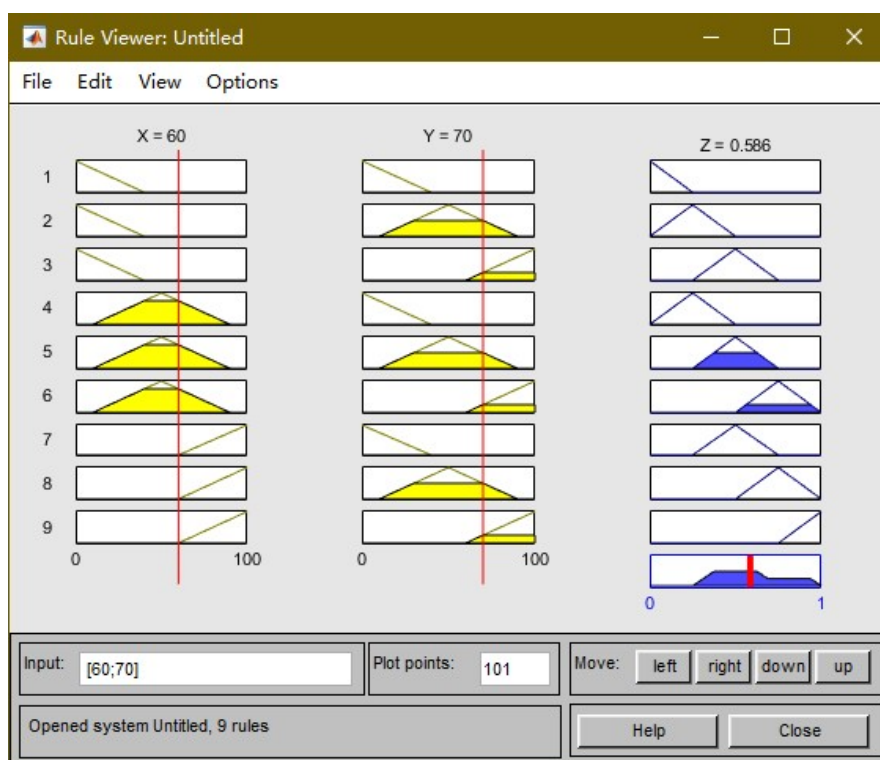 Rule Viewer: Untitled
File Edit View Options
X = 60 Y = 70 Z = 0.586
1
2
3
4
5
6
7
8
9
0 100 0 100
0 1
Input: [60;70] Plot points: 101 Move: left right down up
Opened system Untitled, 9 rules Help Close